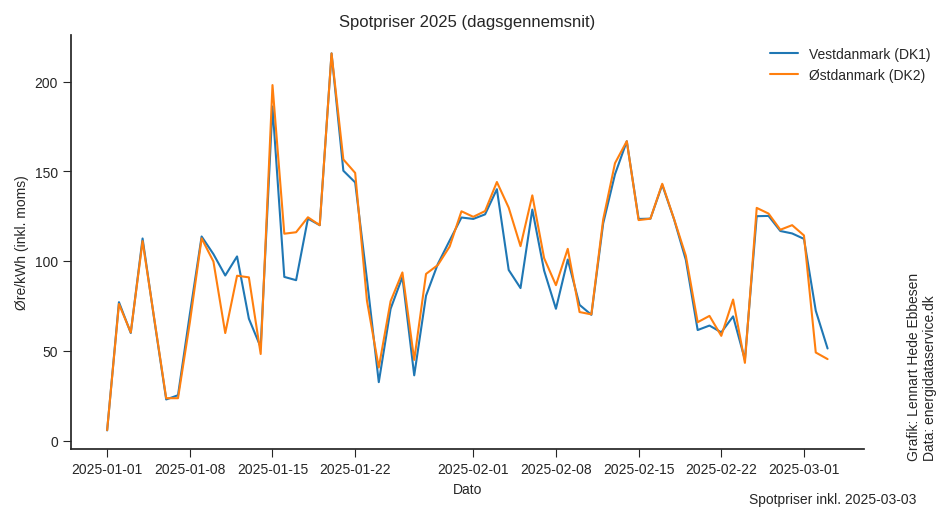 Spotpriser 2025 (dagsgennemsnit)
Vestdanmark (DK1)
Østdanmark (DK2)
Øre/kWh (inkl. moms)
200
150
100
50
0
2025-01-01 2025-01-08 2025-01-15 2025-01-22 2025-02-01 2025-02-08 2025-02-15 2025-02-22 2025-03-01
Dato
Grafik: Lennart Hede Ebbesen
Data: energidataservice.dk
Spotpriser inkl. 2025-03-03